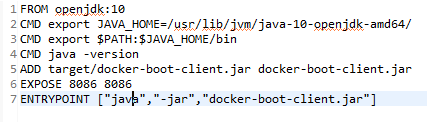 1 FROM openjdk:10
2 CMD export JAVA_HOME=/usr/lib/jvm/java-10-openjdk-amd64/
3 CMD export $PATH:$JAVA_HOME/bin
4 CMD java -version
5 ADD target/docker-boot-client.jar docker-boot-client.jar
6 EXPOSE 8086 8086
7 ENTRYPOINT ["java","-jar","docker-boot-client.jar"]